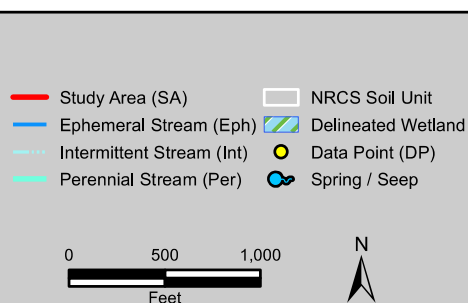 Study Area (SA)
Ephemeral Stream (Eph)
Intermittent Stream (Int)
Perennial Stream (Per)
NRCS Soil Unit
Delineated Wetland
Data Point (DP)
Spring / Seep
0 500 1,000
Feet
N